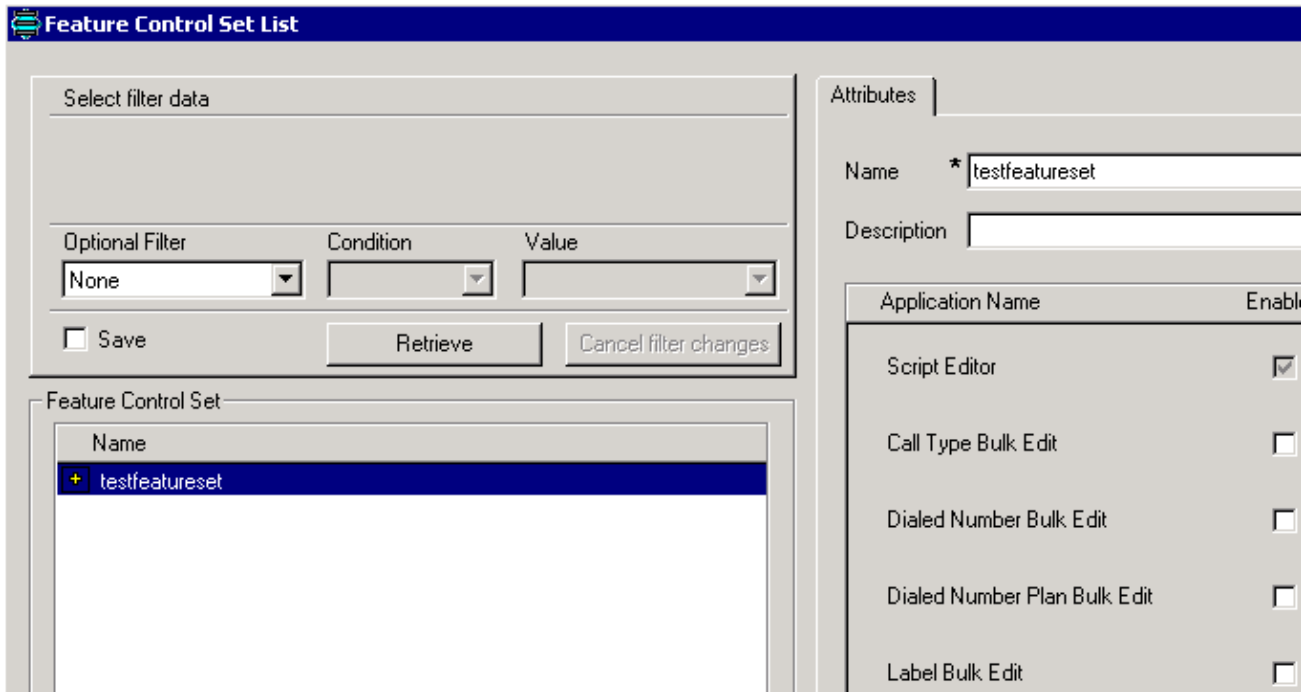 Feature Control Set List
Select filter data
Optional Filter
Condition
Value
None
Save
Retrieve
Cancel filter changes
Feature Control Set
Name
testfeatureset
Attributes
Name * testfeatureset
Description
Application Name
Script Editor
Call Type Bulk Edit
Dialed Number Bulk Edit
Dialed Number Plan Bulk Edit
Label Bulk Edit